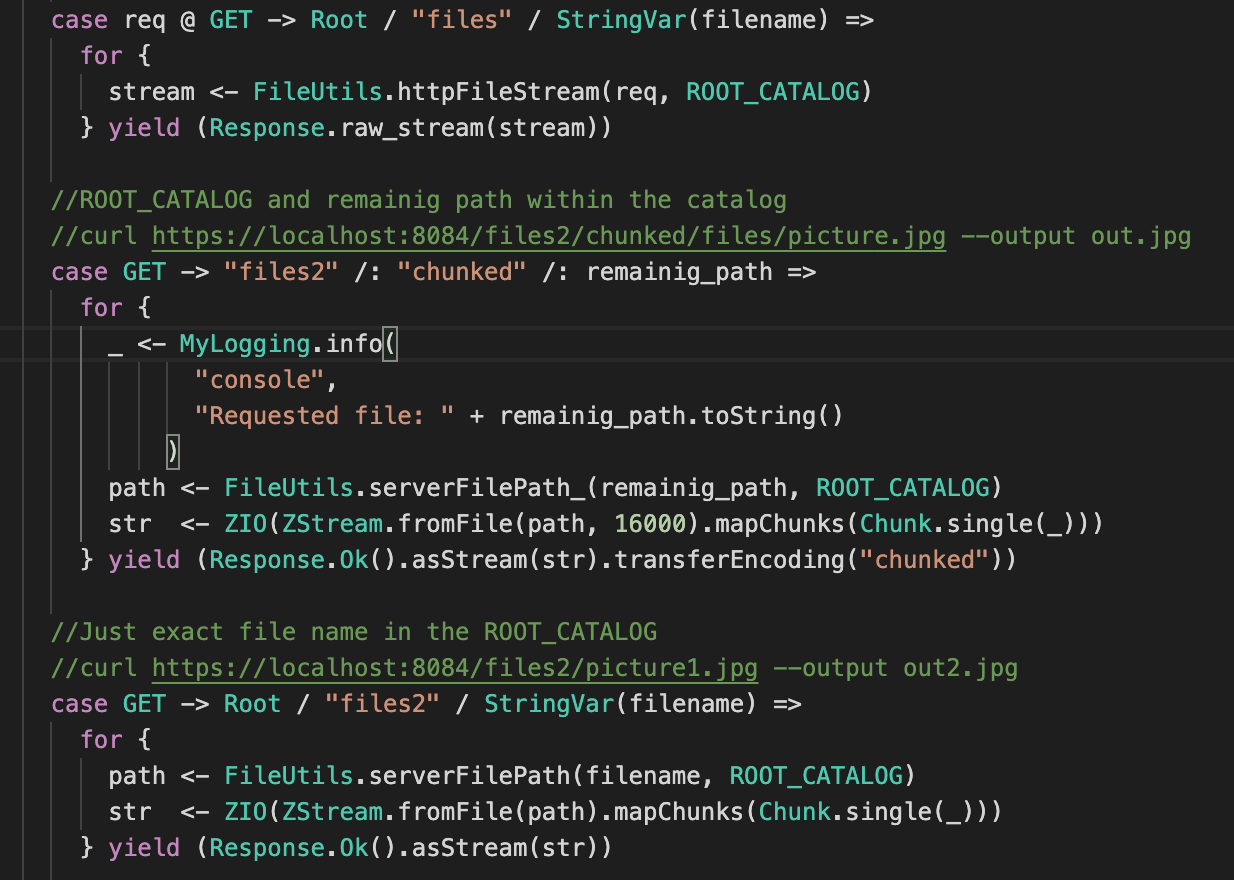 case req @ GET -> Root / "files" / StringVar(filename) =>
for {
stream <- FileUtils.httpFileStream(req, ROOT_CATALOG)
} yield (Response.raw_stream(stream))
//ROOT_CATALOG and remainig path within the catalog
//curl https://localhost:8084/files2/chunked/files/picture.jpg --output out.jpg
case GET -> "files2" /: "chunked" /: remainig_path =>
for {
_ <- MyLogging.info(
"console",
"Requested file: " + remainig_path.toString()
)
path <- FileUtils.serverFilePath_(remainig_path, ROOT_CATALOG)
str  <- ZIO(ZStream.fromFile(path, 16000).mapChunks(Chunk.single(_)))
} yield (Response.Ok().asStream(str).transferEncoding("chunked"))
//Just exact file name in the ROOT_CATALOG
//curl https://localhost:8084/files2/picture1.jpg --output out2.jpg
case GET -> Root / "files2" / StringVar(filename) =>
for {
path <- FileUtils.serverFilePath(filename, ROOT_CATALOG)
str  <- ZIO(ZStream.fromFile(path).mapChunks(Chunk.single(_)))
} yield (Response.Ok().asStream(str))